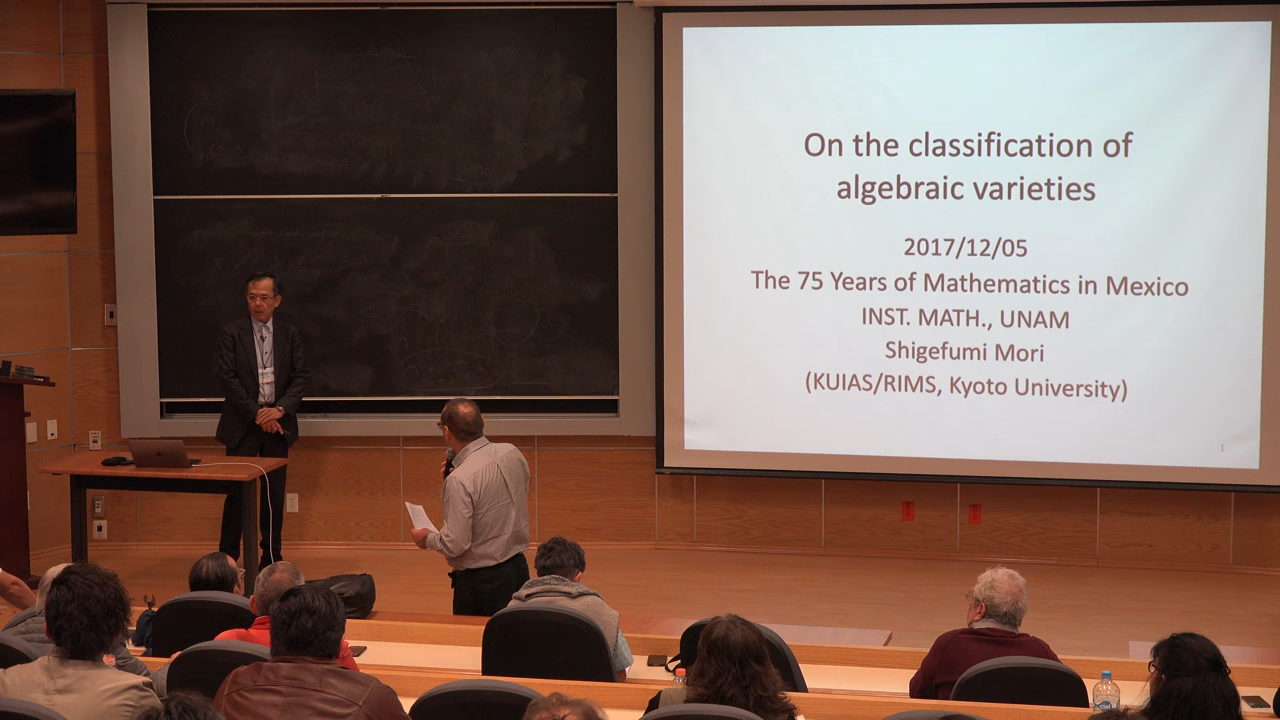 On the classification of
algebraic varieties
2017/12/05
The 75 Years of Mathematics in Mexico
INST. MATH., UNAM
Shigefumi Mori
(KUIAS/RIMS, Kyoto University)